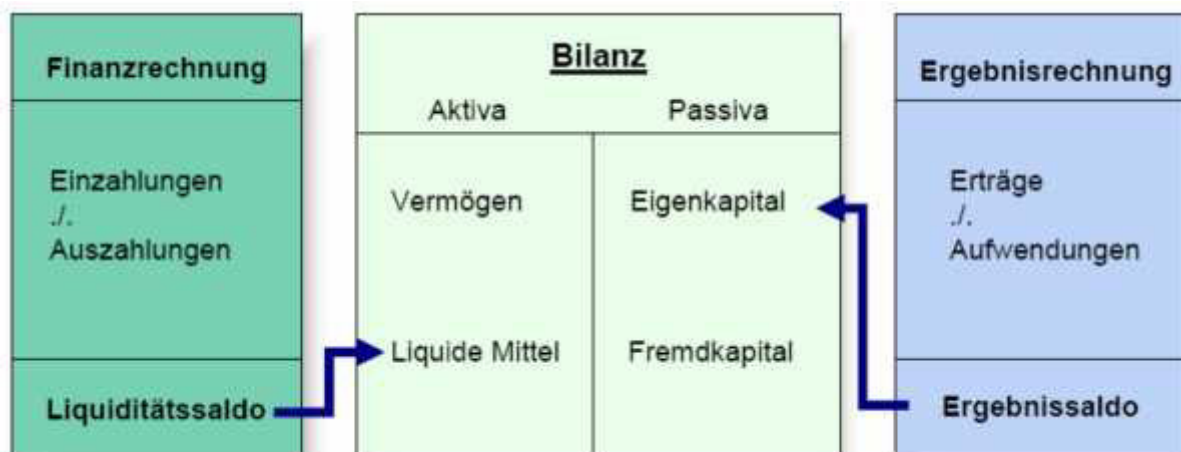 Finanzrechnung
Einzahlungen
./.
Auszahlungen
Liquiditätssaldo
Bilanz
Aktiva Passiva
Vermögen Eigenkapital
Liquide Mittel Fremdkapital
Ergebnisrechnung
Erträge
./.
Aufwendungen
Ergebnissaldo